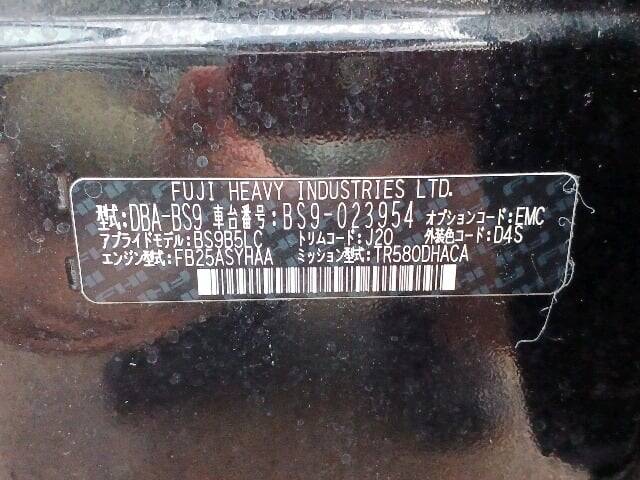 FUJI HEAVY INDUSTRIES LTD.
型式:DBA-BS9 車台番号:BS9-023954 オプションコード:EMC
アプライドモデル:BS9B5LC トリムコード:J20 外装色コード:D4S
エンジン型式:FB25ASYHAA ミッション型式:TR580DHACA